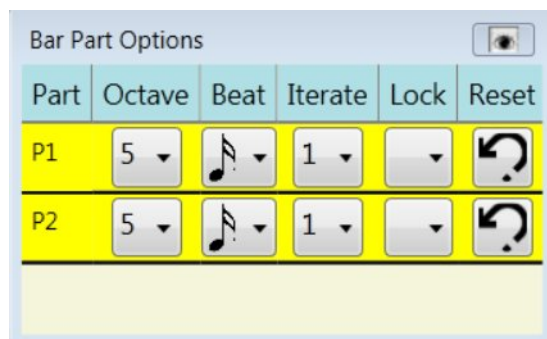 Bar Part Options
Part Octave Beat Iterate Lock Reset
P1 5 1
P2 5 1